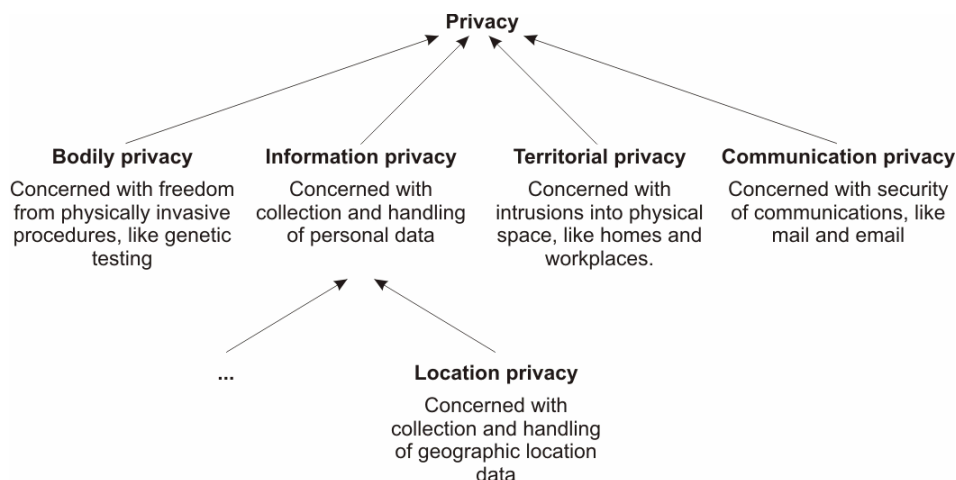 Privacy
Bodily privacy
Concerned with freedom
from physically invasive
procedures, like genetic
testing
Information privacy
Concerned with
collection and handling
of personal data
Territorial privacy
Concerned with
intrusions into physical
space, like homes and
workplaces.
Communication privacy
Concerned with security
of communications, like
mail and email
...
Location privacy
Concerned with
collection and handling
of geographic location
data